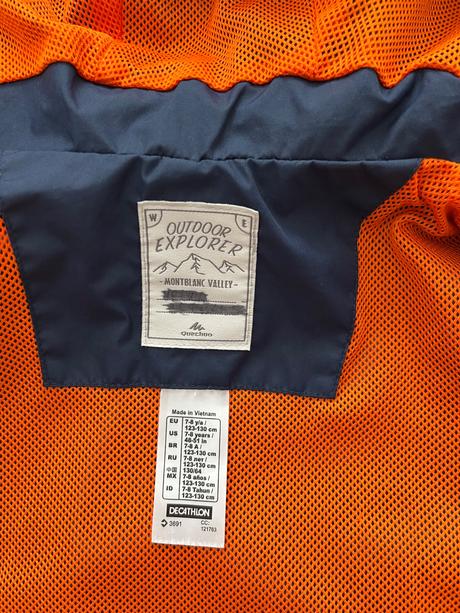 W E
OUTDOOR
EXPLORER
- MONTBLANC VALLEY -
Quechua
Made in Vietnam
EU 7-8 y/a /
123-130 cm
US 7-8 years /
48-51 in
BR 7-8 A /
123-130 cm
RU 7-8 лет /
123-130 cm
中国 130/64
MX 7-8 años /
123-130 cm
ID 7-8 Tahun /
123-130 cm
DECATHLON
3691 CC:
121763